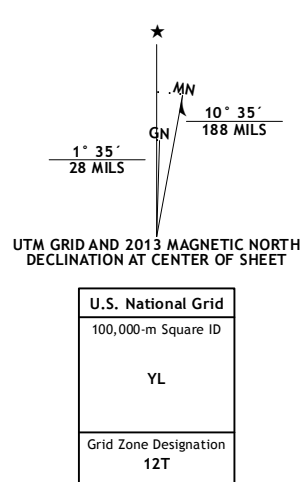 ★
MN
GN
10° 35´
188 MILS
1° 35´
28 MILS
UTM GRID AND 2013 MAGNETIC NORTH
DECLINATION AT CENTER OF SHEET
U.S. National Grid
100,000-m Square ID
YL
Grid Zone Designation
12T